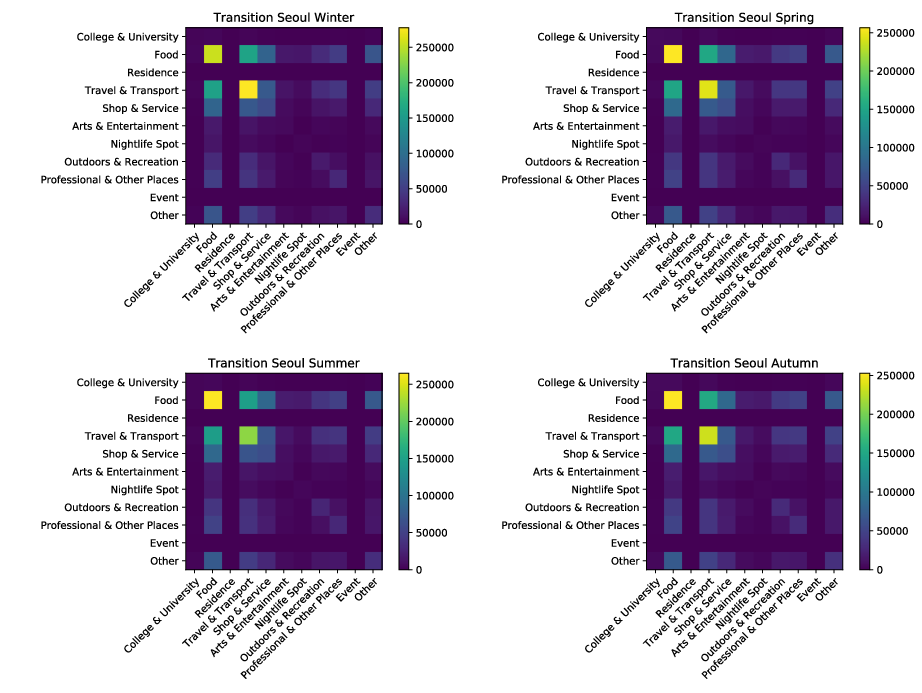 Transition Seoul Winter
College & University
Food
Residence
Travel & Transport
Shop & Service
Arts & Entertainment
Nightlife Spot
Outdoors & Recreation
Professional & Other Places
Event
Other
250000
200000
150000
100000
50000
0
College & University
Food
Residence
Travel & Transport
Shop & Service
Arts & Entertainment
Nightlife Spot
Outdoors & Recreation
Professional & Other Places
Event
Other
Transition Seoul Spring
College & University
Food
Residence
Travel & Transport
Shop & Service
Arts & Entertainment
Nightlife Spot
Outdoors & Recreation
Professional & Other Places
Event
Other
250000
200000
150000
100000
50000
0
College & University
Food
Residence
Travel & Transport
Shop & Service
Arts & Entertainment
Nightlife Spot
Outdoors & Recreation
Professional & Other Places
Event
Other
Transition Seoul Summer
College & University
Food
Residence
Travel & Transport
Shop & Service
Arts & Entertainment
Nightlife Spot
Outdoors & Recreation
Professional & Other Places
Event
Other
250000
200000
150000
100000
50000
0
College & University
Food
Residence
Travel & Transport
Shop & Service
Arts & Entertainment
Nightlife Spot
Outdoors & Recreation
Professional & Other Places
Event
Other
Transition Seoul Autumn
College & University
Food
Residence
Travel & Transport
Shop & Service
Arts & Entertainment
Nightlife Spot
Outdoors & Recreation
Professional & Other Places
Event
Other
250000
200000
150000
100000
50000
0
College & University
Food
Residence
Travel & Transport
Shop & Service
Arts & Entertainment
Nightlife Spot
Outdoors & Recreation
Professional & Other Places
Event
Other